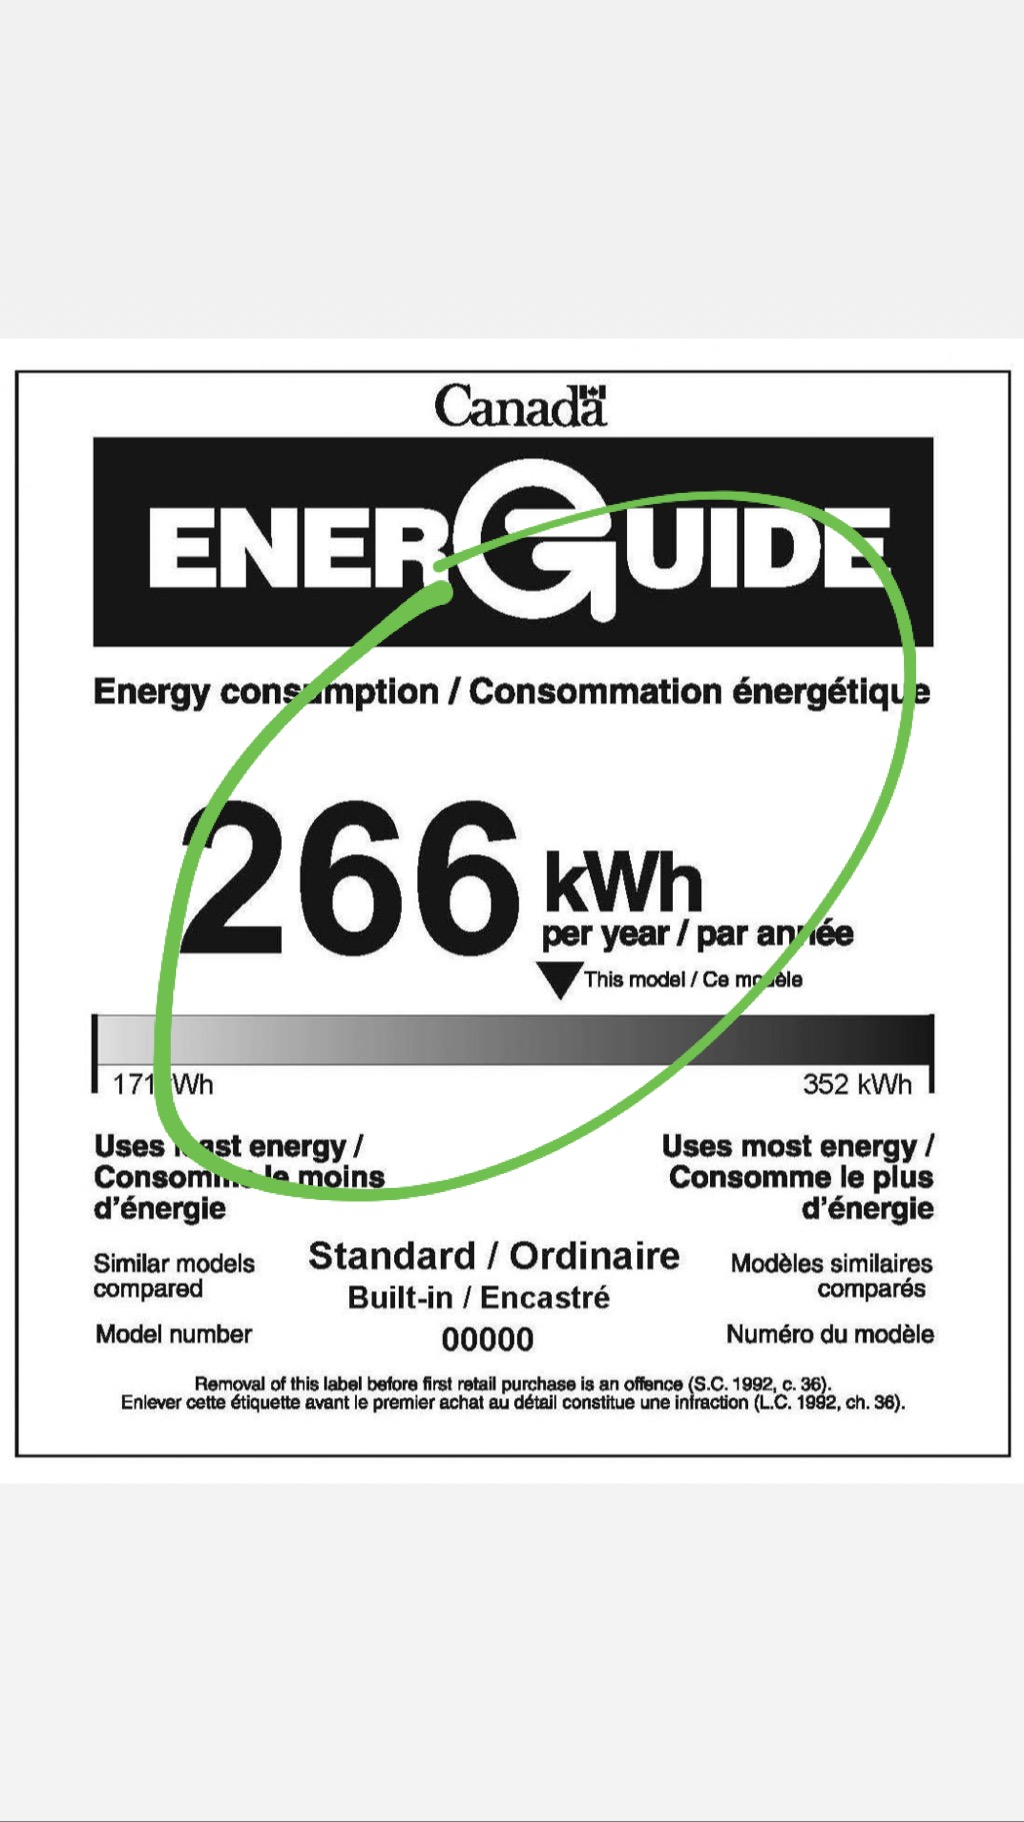 Canada
ENERGUIDE
Energy consumption / Consommation énergétique
266 kWh
per year / par année
This model / Ce modèle
171 kWh
352 kWh
Uses least energy /
Consomme le moins
d'énergie
Uses most energy /
Consomme le plus
d'énergie
Similar models
compared
Standard / Ordinaire
Built-in / Encastré
Modèles similaires
comparés
Model number
00000
Numéro du modèle
Removal of this label before first retail purchase is an offence (S.C. 1992, c. 36).
Enlever cette étiquette avant le premier achat au détail constitue une infraction (L.C. 1992, ch. 36).